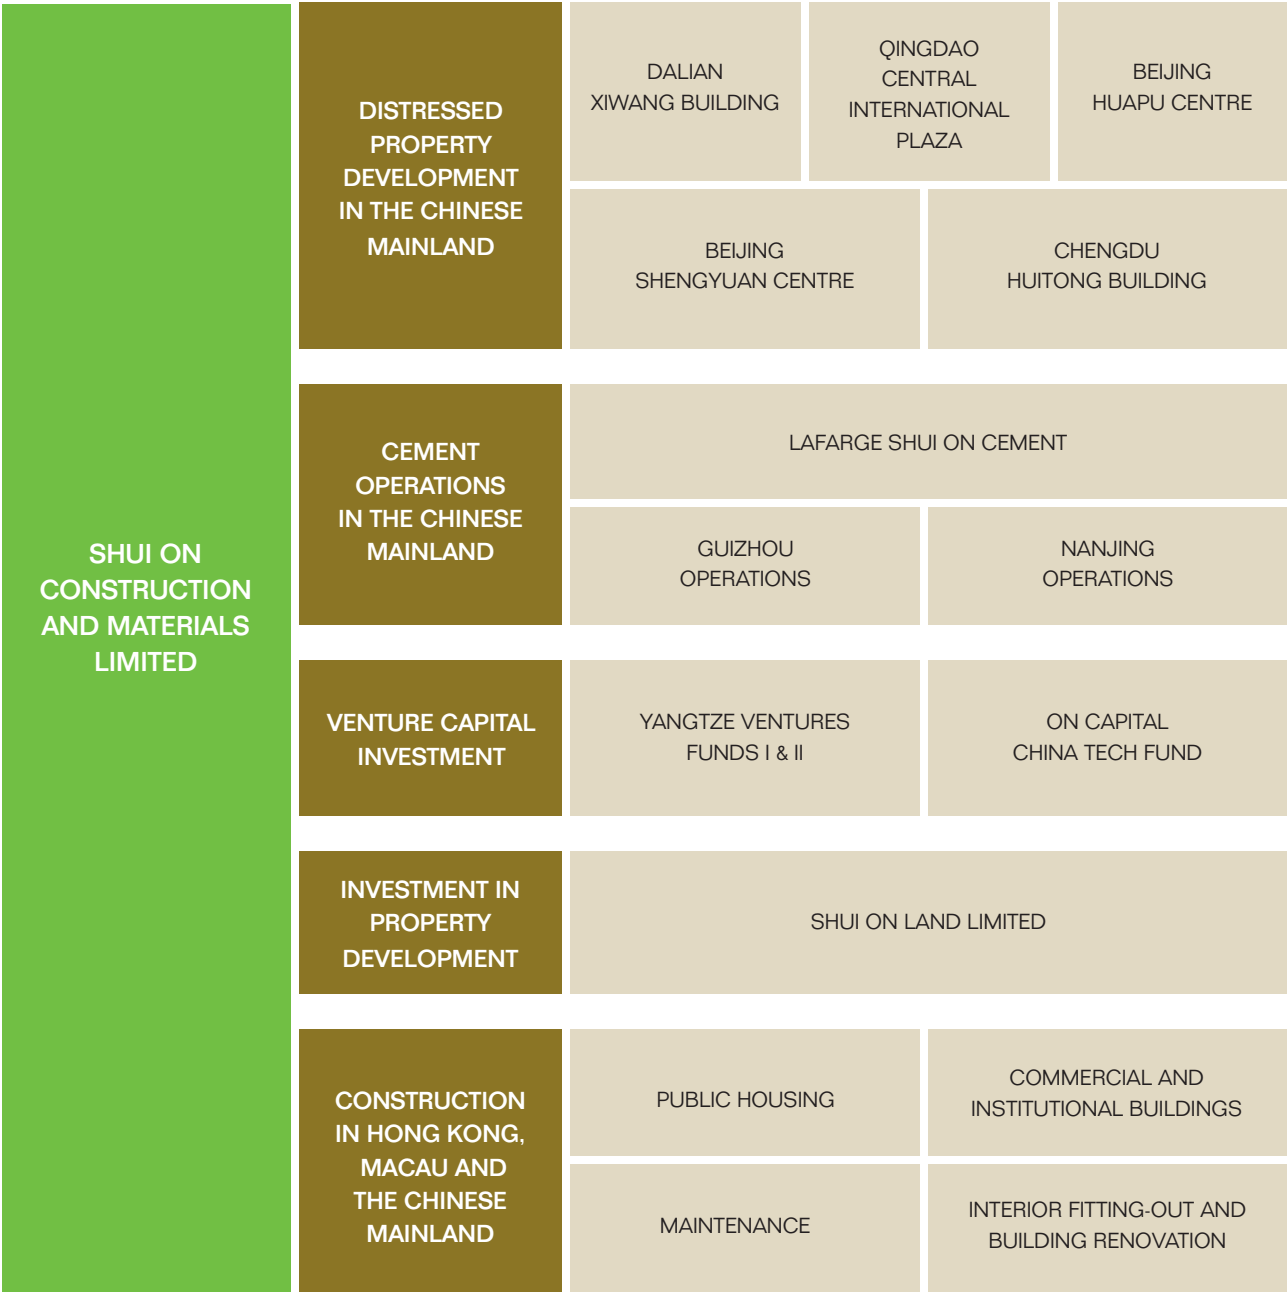 SHUI ON
CONSTRUCTION
AND MATERIALS
LIMITED
DISTRESSED
PROPERTY
DEVELOPMENT
IN THE CHINESE
MAINLAND
DALIAN
XIWANG BUILDING
QINGDAO
CENTRAL
INTERNATIONAL
PLAZA
BEIJING
HUAPU CENTRE
BEIJING
SHENGYUAN CENTRE
CHENGDU
HUITONG BUILDING
CEMENT
OPERATIONS
IN THE CHINESE
MAINLAND
LAFARGE SHUI ON CEMENT
GUIZHOU
OPERATIONS
NANJING
OPERATIONS
VENTURE CAPITAL
INVESTMENT
YANGTZE VENTURES
FUNDS I & II
ON CAPITAL
CHINA TECH FUND
INVESTMENT IN
PROPERTY
DEVELOPMENT
SHUI ON LAND LIMITED
CONSTRUCTION
IN HONG KONG,
MACAU AND
THE CHINESE
MAINLAND
PUBLIC HOUSING
COMMERCIAL AND
INSTITUTIONAL BUILDINGS
MAINTENANCE
INTERIOR FITTING-OUT AND
BUILDING RENOVATION